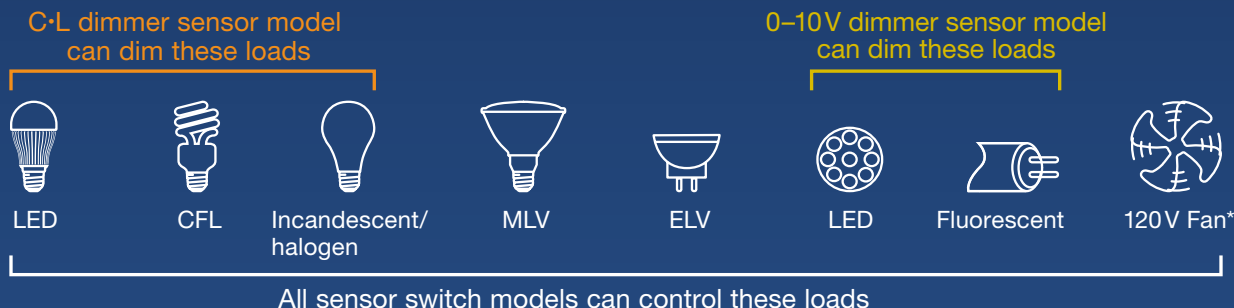 C•L dimmer sensor model
can dim these loads
0–10V dimmer sensor model
can dim these loads
LED
CFL
Incandescent/
halogen
MLV
ELV
LED
Fluorescent
120V Fan*
All sensor switch models can control these loads